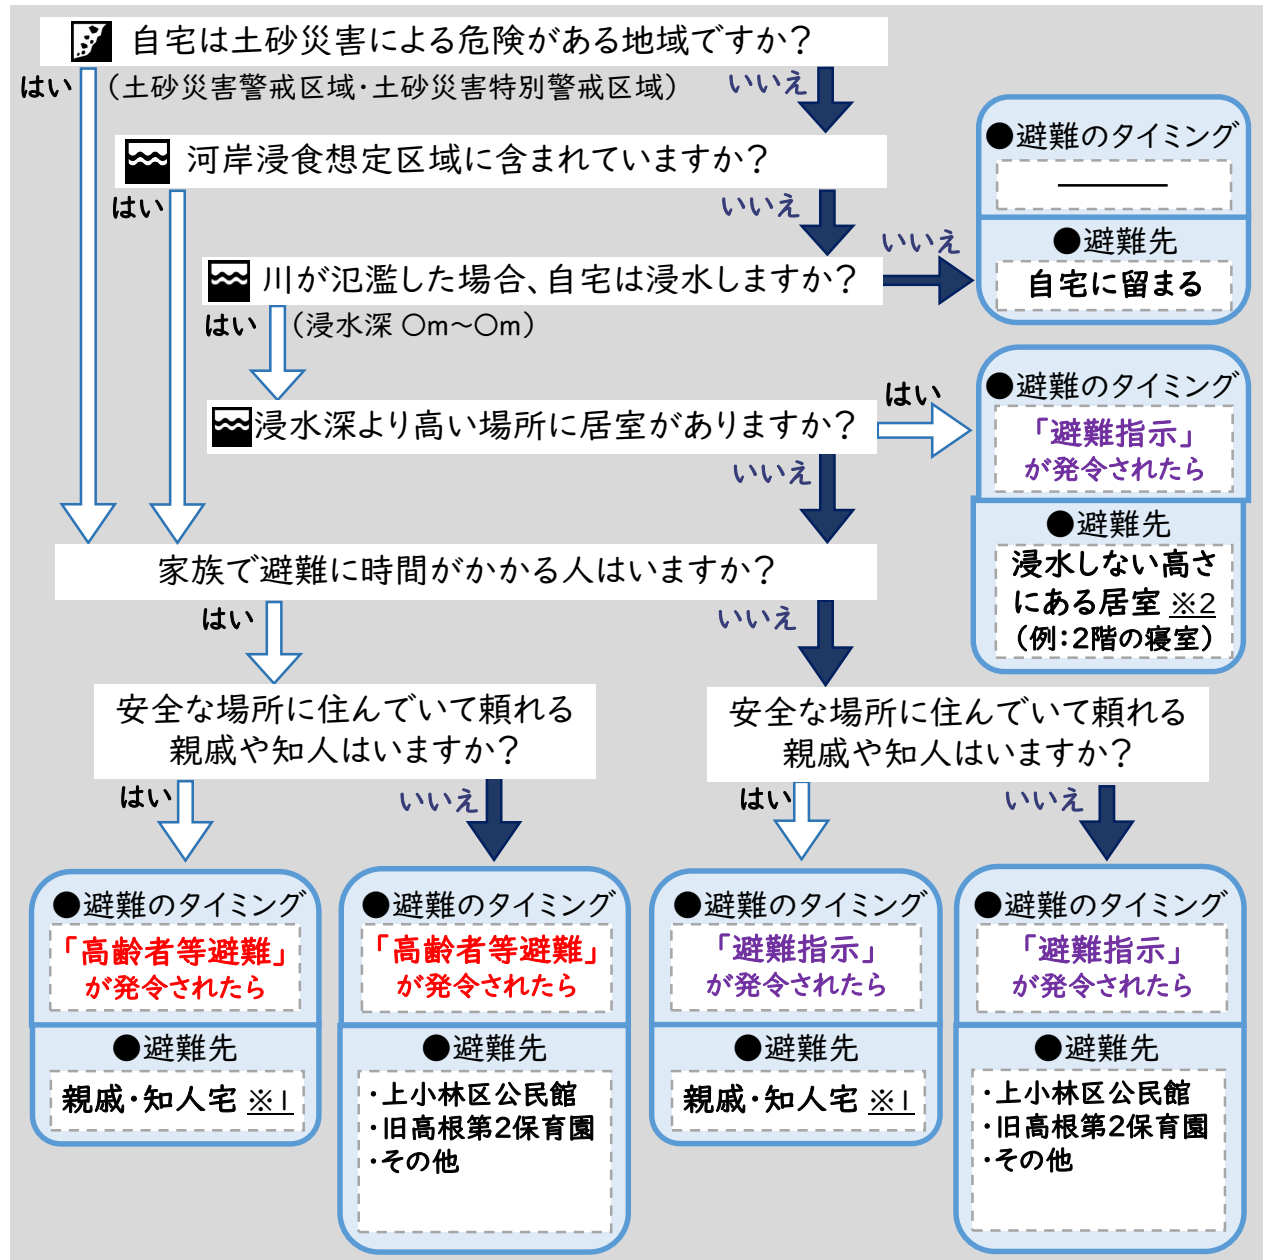 自宅は土砂災害による危険がある地域ですか？
はい
（土砂災害警戒区域・土砂災害特別警戒区域）
いいえ
河岸浸食想定区域に含まれていますか？
はい
いいえ
川が氾濫した場合、自宅は浸水しますか？
いいえ
はい
（浸水深 〇m～〇m）
●避難のタイミング
―――
●避難先
自宅に留まる
浸水深より高い場所に居室がありますか？
はい
いいえ
●避難のタイミング
「避難指示」
が発令されたら
●避難先
浸水しない高さ
にある居室 ※2
（例：2階の寝室）
家族で避難に時間がかかる人はいますか？
はい
いいえ
安全な場所に住んでいて頼れる
親戚や知人はいますか？
はい
いいえ
安全な場所に住んでいて頼れる
親戚や知人はいますか？
はい
いいえ
●避難のタイミング
「高齢者等避難」
が発令されたら
●避難先
親戚・知人宅 ※1
●避難のタイミング
「高齢者等避難」
が発令されたら
●避難先
・上小林区公民館
・旧高根第2保育園
・その他
●避難のタイミング
「避難指示」
が発令されたら
●避難先
親戚・知人宅 ※1
●避難のタイミング
「避難指示」
が発令されたら
●避難先
・上小林区公民館
・旧高根第2保育園
・その他